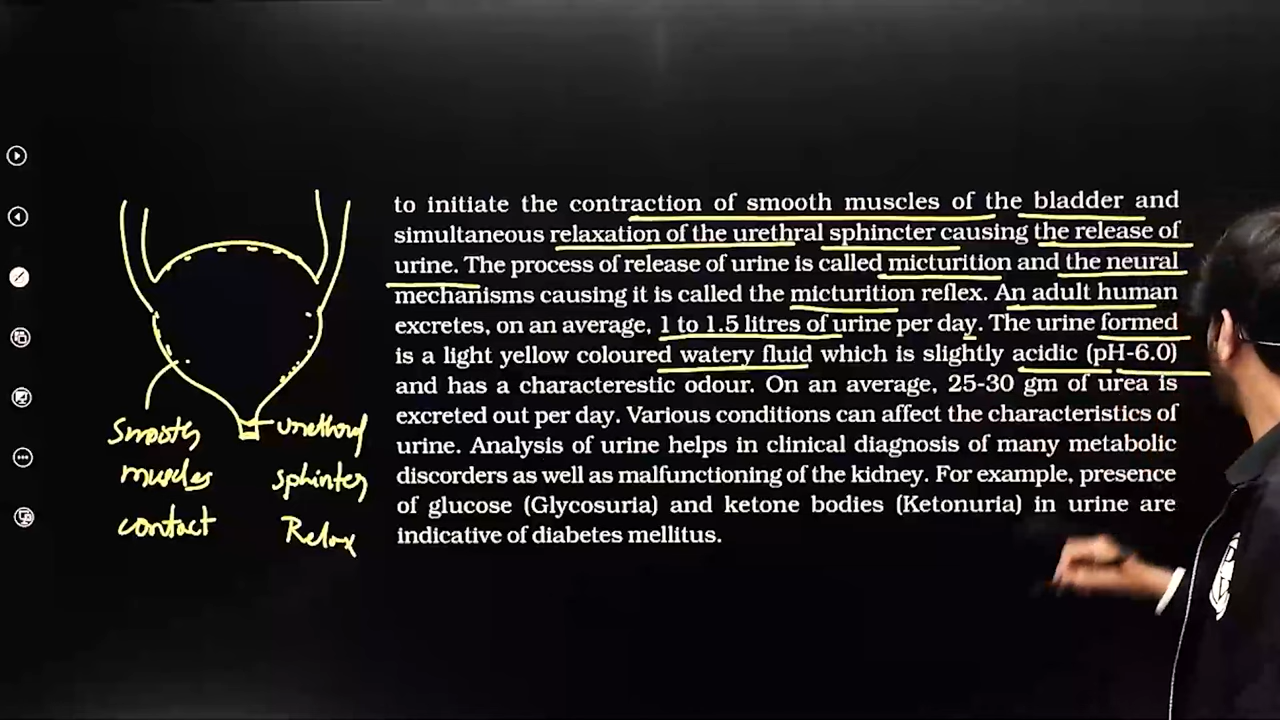 to initiate the contraction of smooth muscles of the bladder and
simultaneous relaxation of the urethral sphincter causing the release of
urine. The process of release of urine is called micturition and the neural
mechanisms causing it is called the micturition reflex. An adult human
excretes, on an average, 1 to 1.5 litres of urine per day. The urine formed
is a light yellow coloured watery fluid which is slightly acidic (pH-6.0)
and has a characterestic odour. On an average, 25-30 gm of urea is
excreted out per day. Various conditions can affect the characteristics of
urine. Analysis of urine helps in clinical diagnosis of many metabolic
disorders as well as malfunctioning of the kidney. For example, presence
of glucose (Glycosuria) and ketone bodies (Ketonuria) in urine are
indicative of diabetes mellitus.
Smooth
muscles
contact
urethral
sphinter
Relax